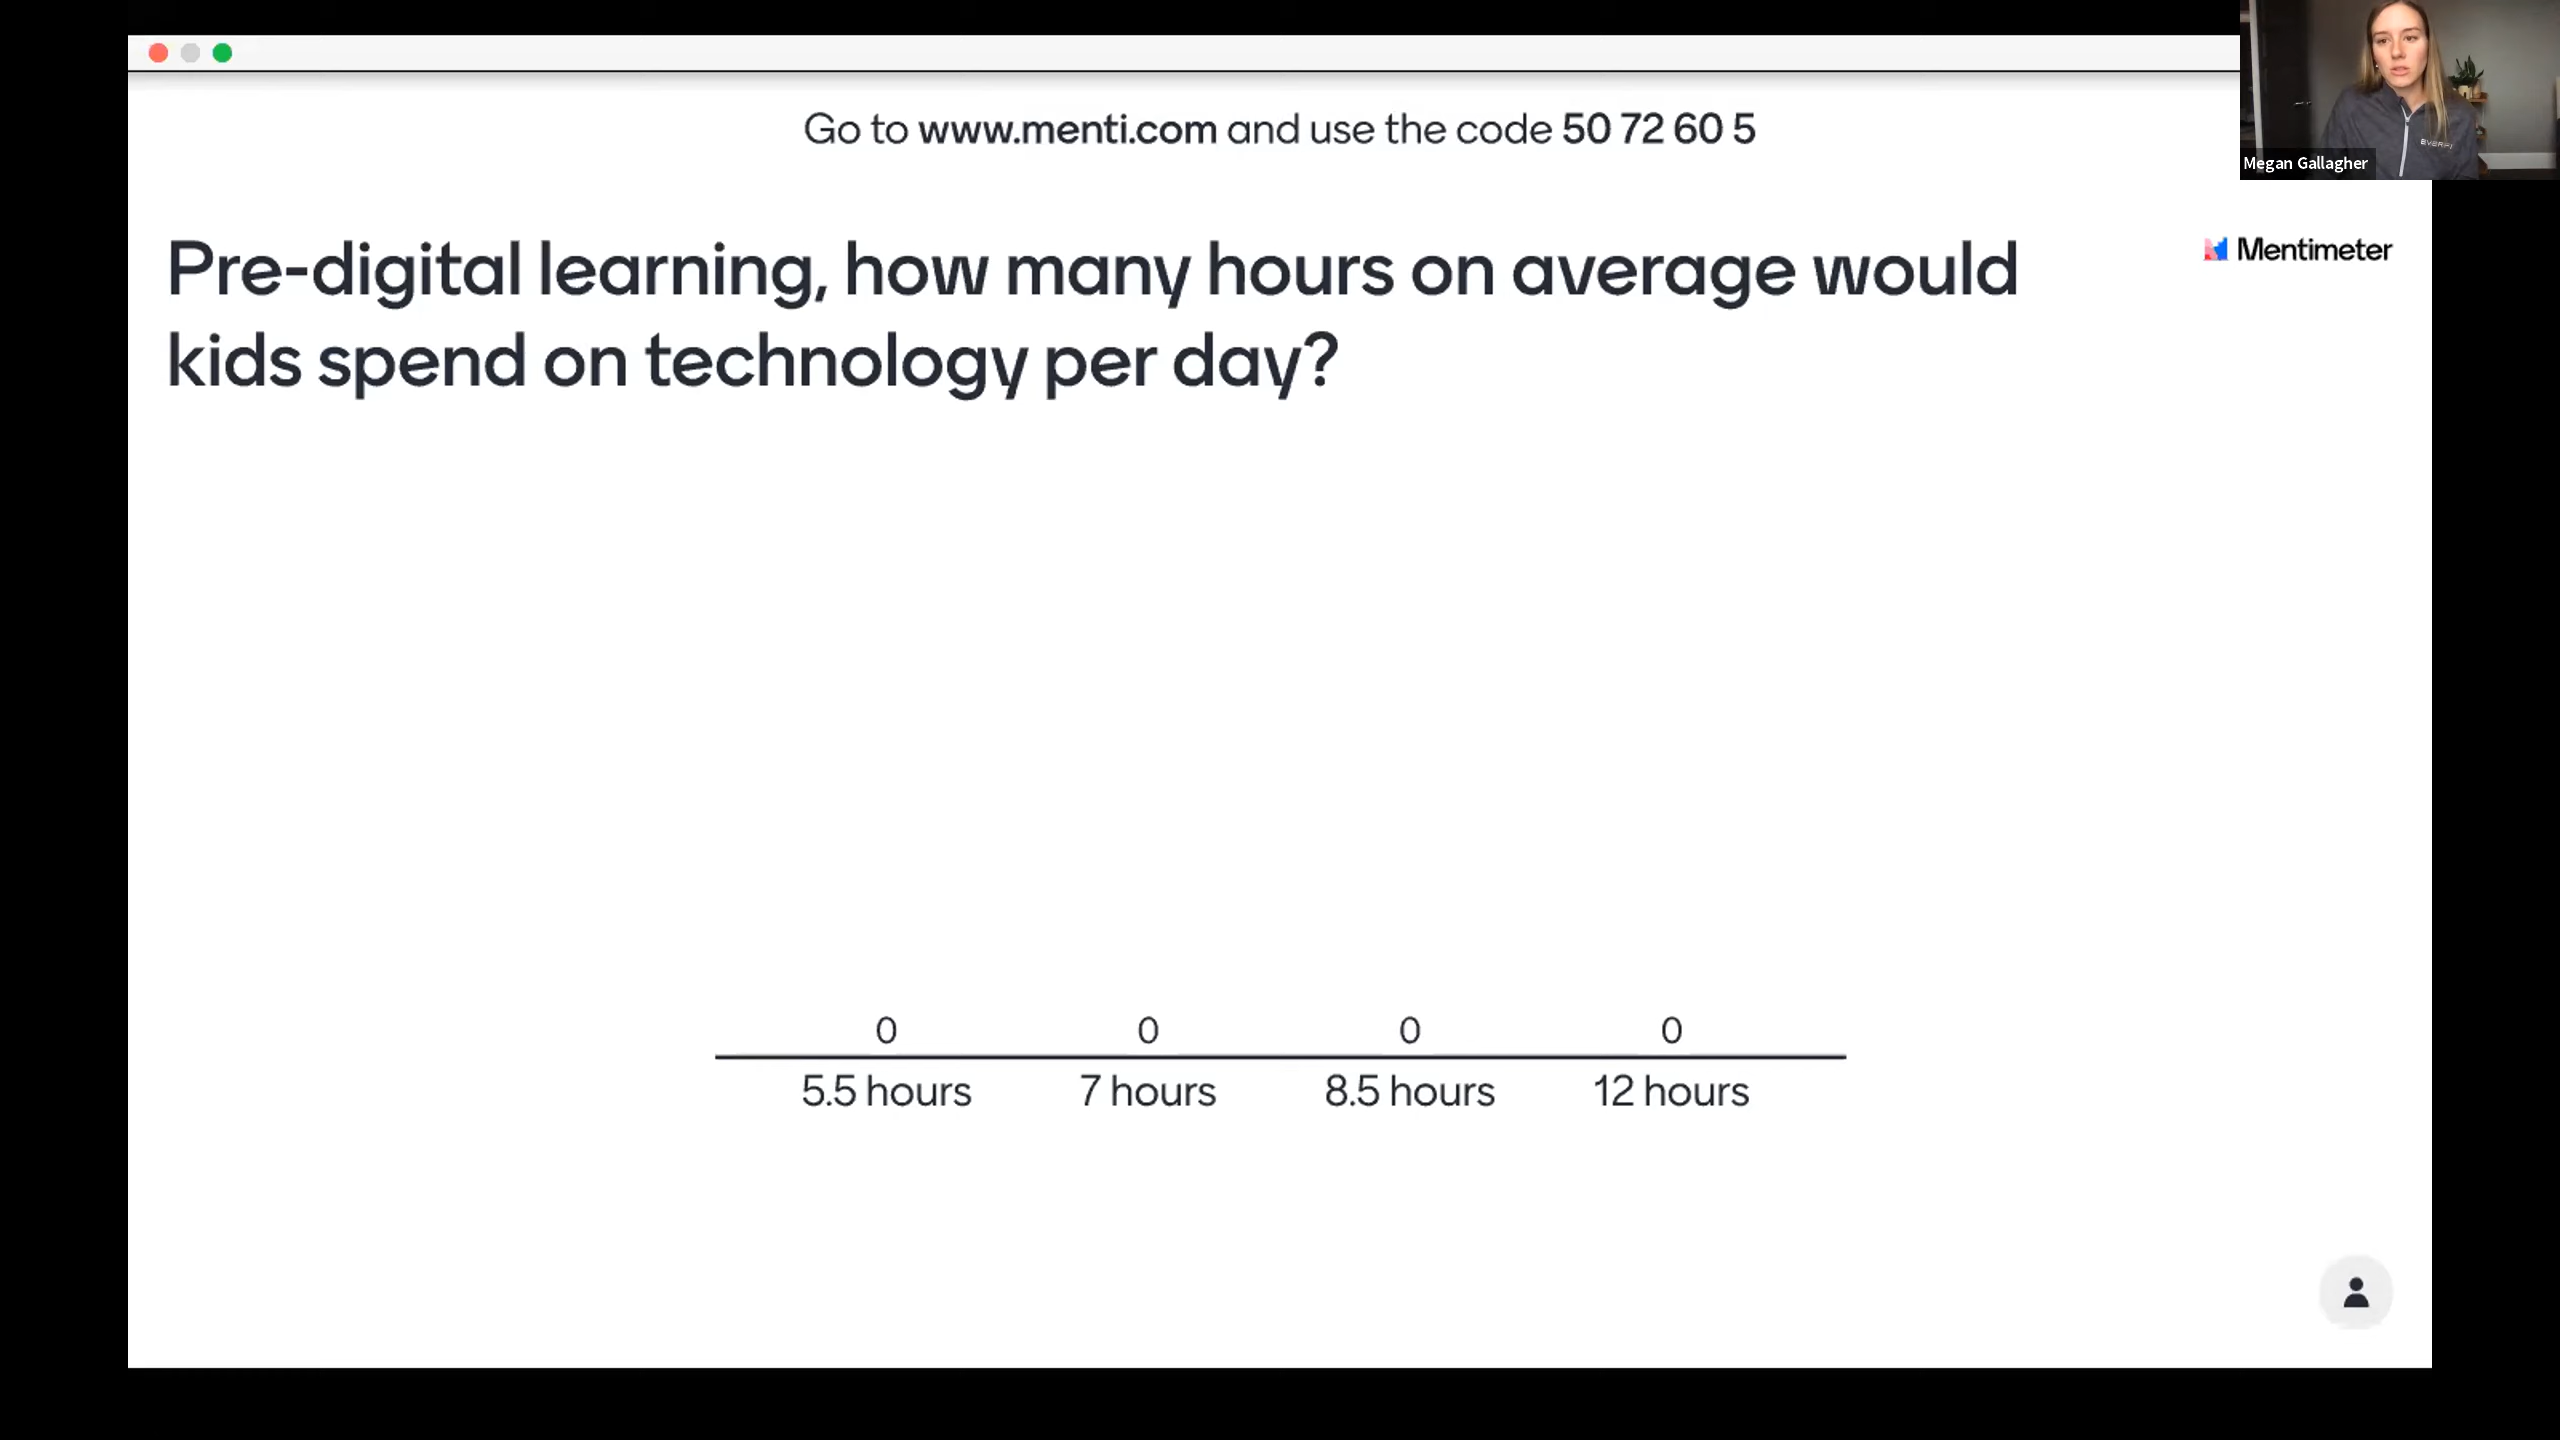 Go to www.menti.com and use the code 50 72 60 5
EVERFI
Megan Gallagher
Mentimeter
Pre-digital learning, how many hours on average would
kids spend on technology per day?
0 0 0 0
5.5 hours 7 hours 8.5 hours 12 hours